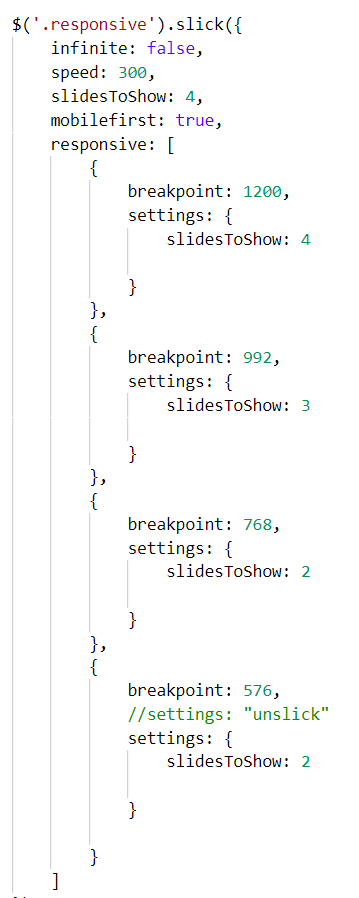 $('.responsive').slick({
    infinite: false,
    speed: 300,
    slidesToShow: 4,
    mobilefirst: true,
    responsive: [
        {
            breakpoint: 1200,
            settings: {
                slidesToShow: 4
            }
        },
        {
            breakpoint: 992,
            settings: {
                slidesToShow: 3
            }
        },
        {
            breakpoint: 768,
            settings: {
                slidesToShow: 2
            }
        },
        {
            breakpoint: 576,
            //settings: "unslick"
            settings: {
                slidesToShow: 2
            }
        }
    ]